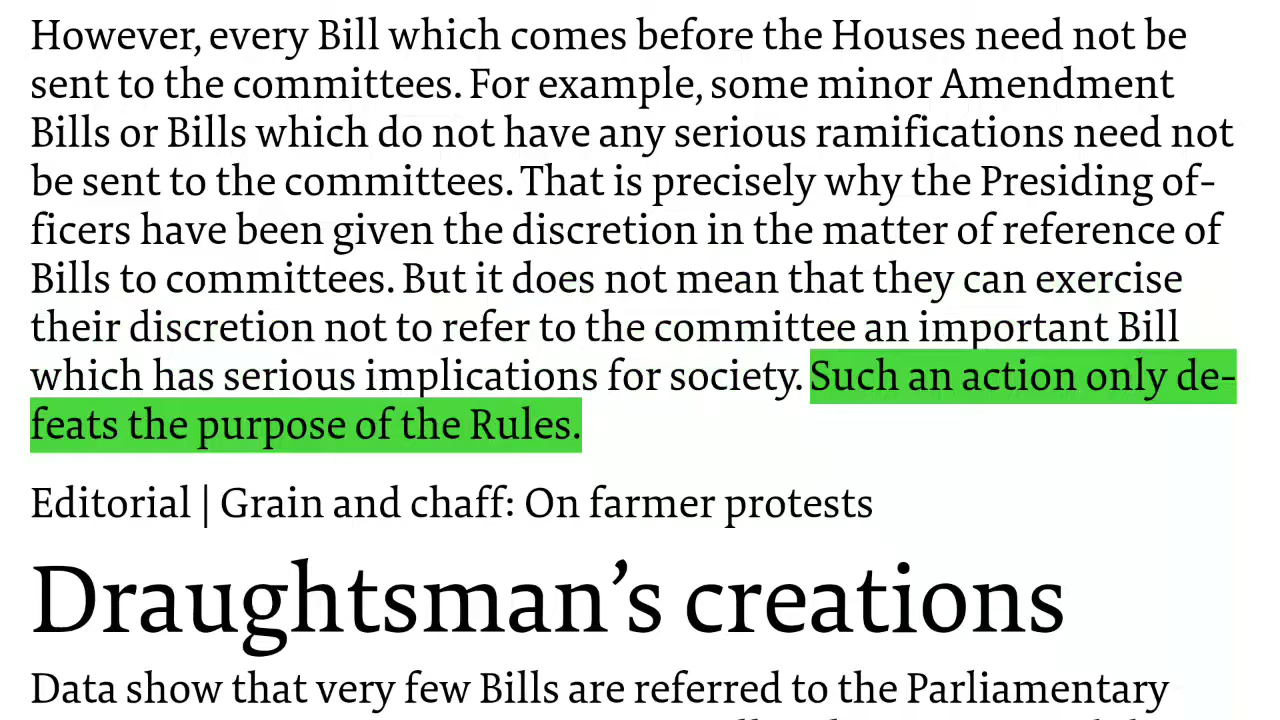 However, every Bill which comes before the Houses need not be
sent to the committees. For example, some minor Amendment
Bills or Bills which do not have any serious ramifications need not
be sent to the committees. That is precisely why the Presiding of-
ficers have been given the discretion in the matter of reference of
Bills to committees. But it does not mean that they can exercise
their discretion not to refer to the committee an important Bill
which has serious implications for society. Such an action only de-
feats the purpose of the Rules.
Editorial | Grain and chaff: On farmer protests
Draughtsman’s creations
Data show that very few Bills are referred to the Parliamentary